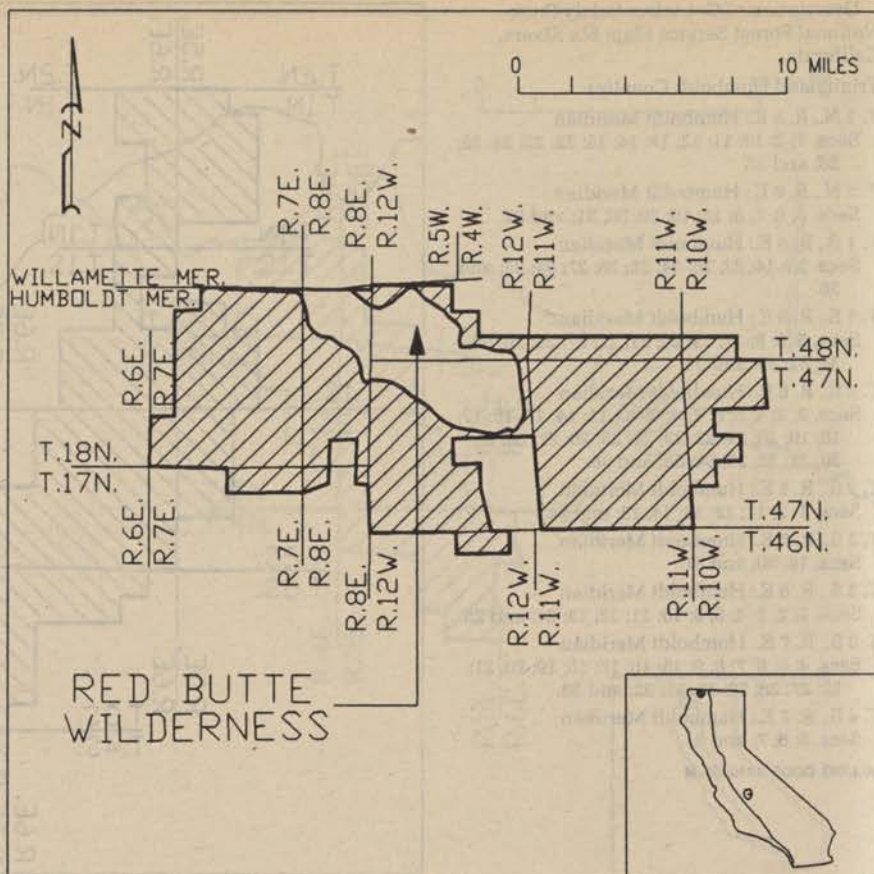 N
0 10 MILES
R.7E.
R.8E.
R.8E.
R.12W.
R.5W.
R.4W.
R.12W.
R.11W.
R.11W.
R.10W.
WILLAMETTE MER.
HUMBOLDT MER.
T.48N.
T.47N.
R.6E.
R.7E.
T.18N.
T.17N.
R.6E.
R.7E.
R.7E.
R.8E.
R.8E.
R.12W.
R.12W.
R.11W.
R.11W.
R.10W.
T.47N.
T.46N.
RED BUTTE
WILDERNESS